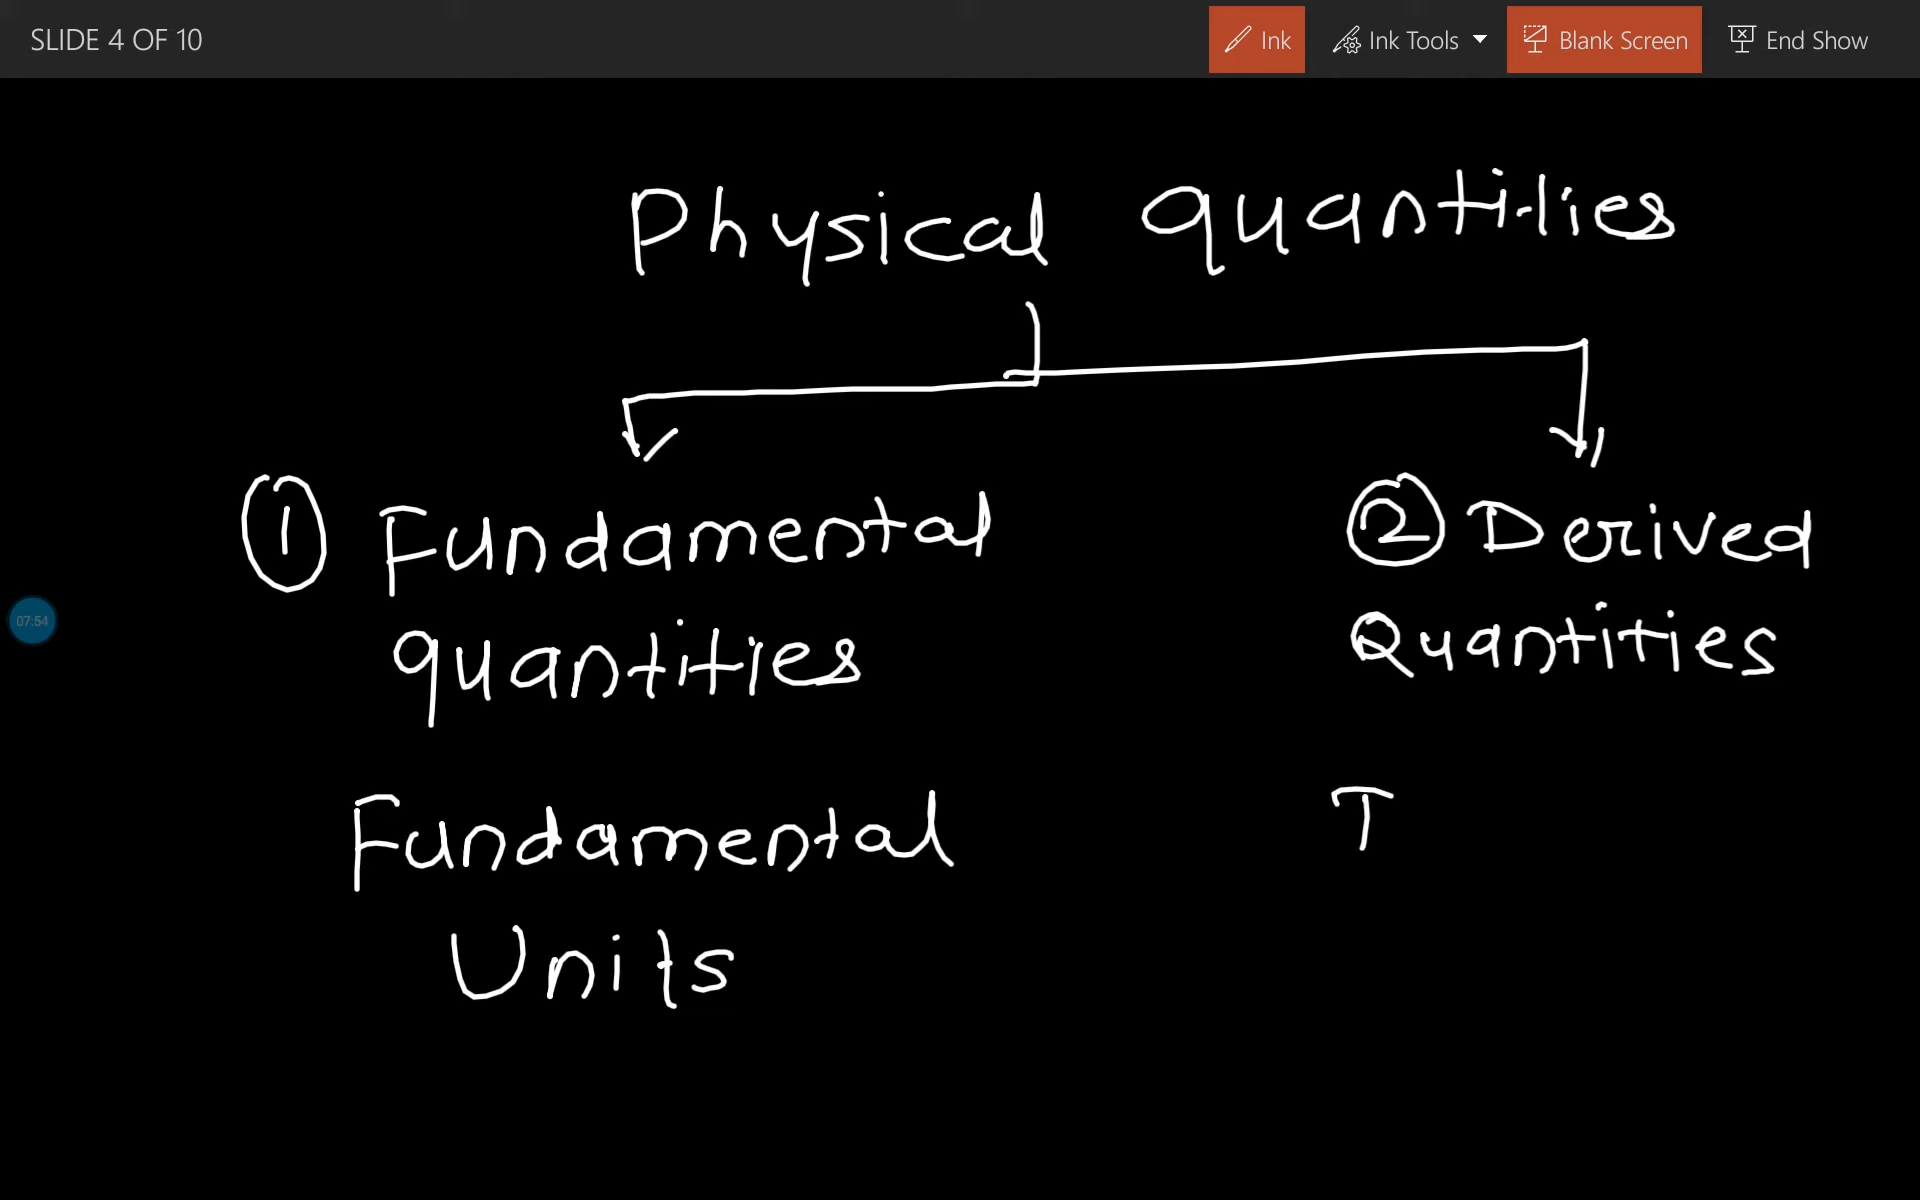 SLIDE 4 OF 10
Ink Ink Tools Blank Screen End Show
Physical quantities
① Fundamental
quantities
② Derived
Quantities
07:54
Fundamental
Units
T